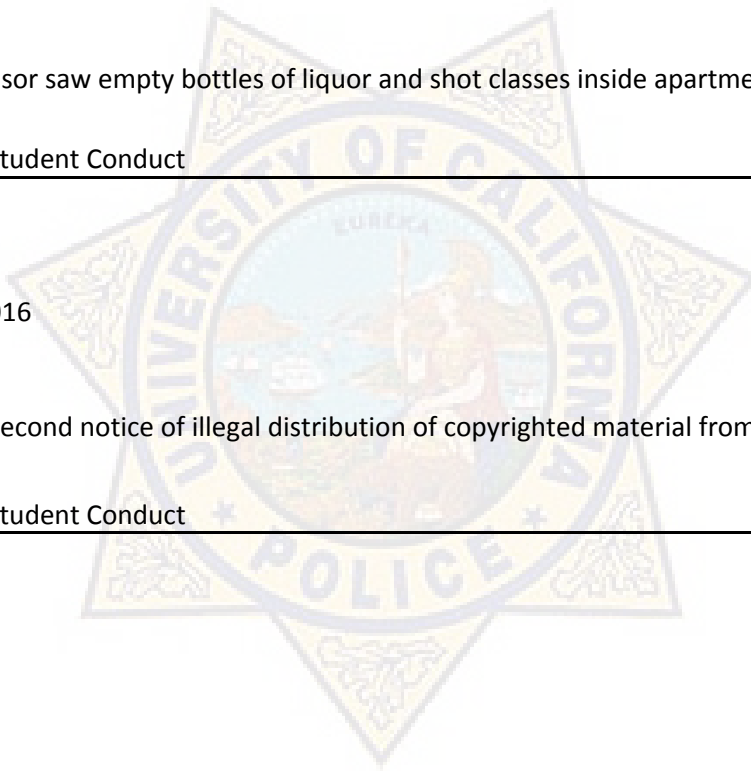 sor saw empty bottles of liquor and shot classes inside apartme
tudent Conduct
016
econd notice of illegal distribution of copyrighted material from
tudent Conduct
UNIVERSITY OF CALIFORNIA
EUREKA
POLICE